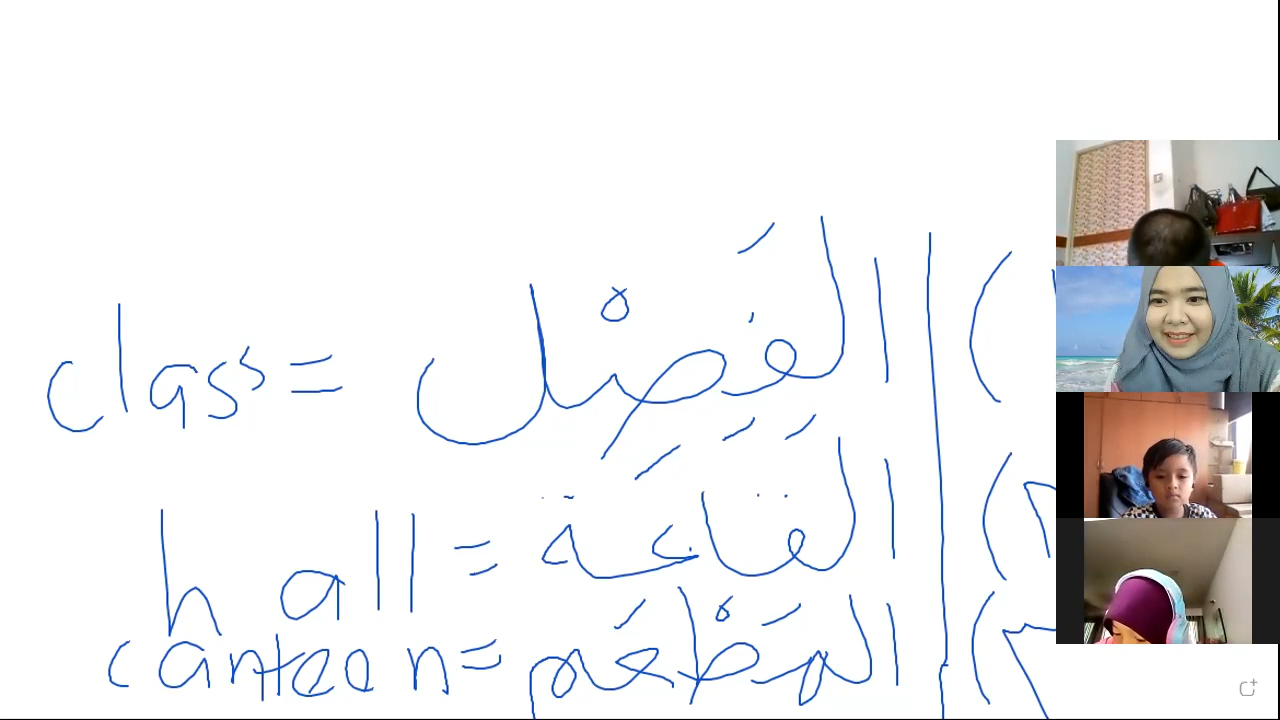 class = الفَصْل
hall = القَاعَة
canteen = المَطْعَم